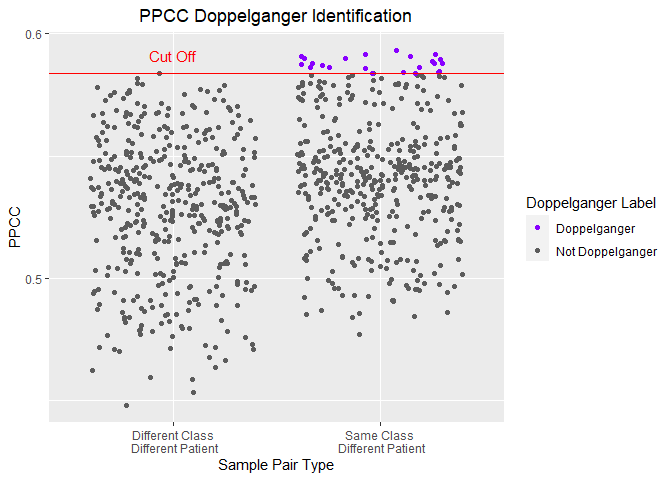 PPCC Doppelganger Identification
0.6
Cut Off
0.5
PPCC
Different Class
Different Patient
Same Class
Different Patient
Sample Pair Type
Doppelganger Label
Doppelganger
Not Doppelganger